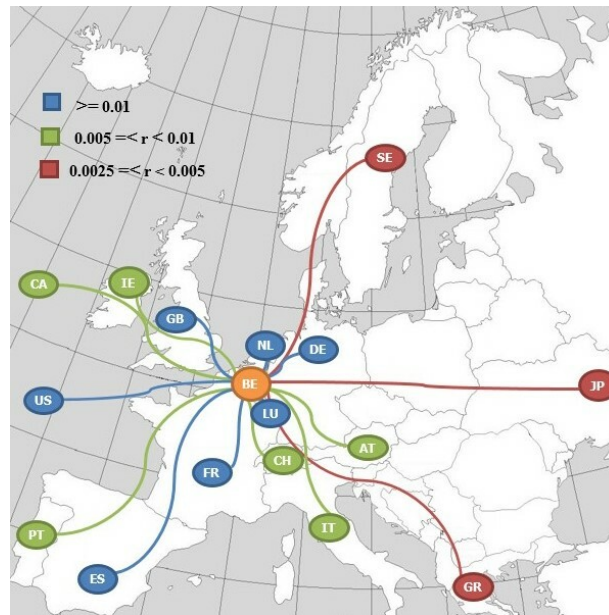 >= 0.01
0.005 =< r < 0.01
0.0025 =< r < 0.005
SE
CA
IE
GB
NL
DE
BE
JP
US
LU
AT
CH
FR
IT
PT
ES
GR